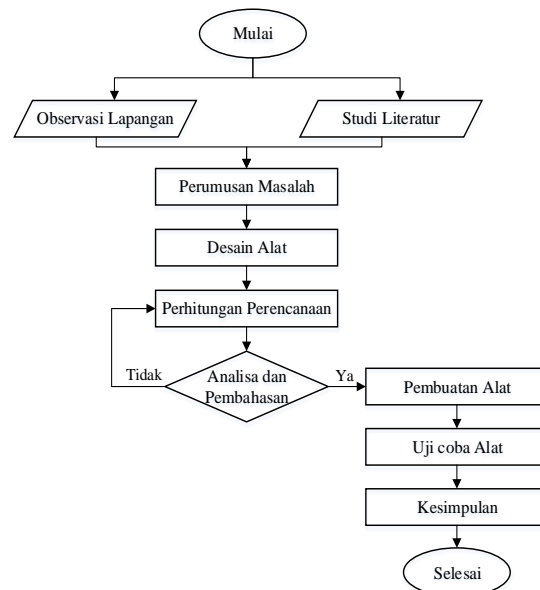 Mulai
Observasi Lapangan
Studi Literatur
Perumusan Masalah
Desain Alat
Perhitungan Perencanaan
Tidak
Analisa dan
Pembahasan
Ya
Pembuatan Alat
Uji coba Alat
Kesimpulan
Selesai